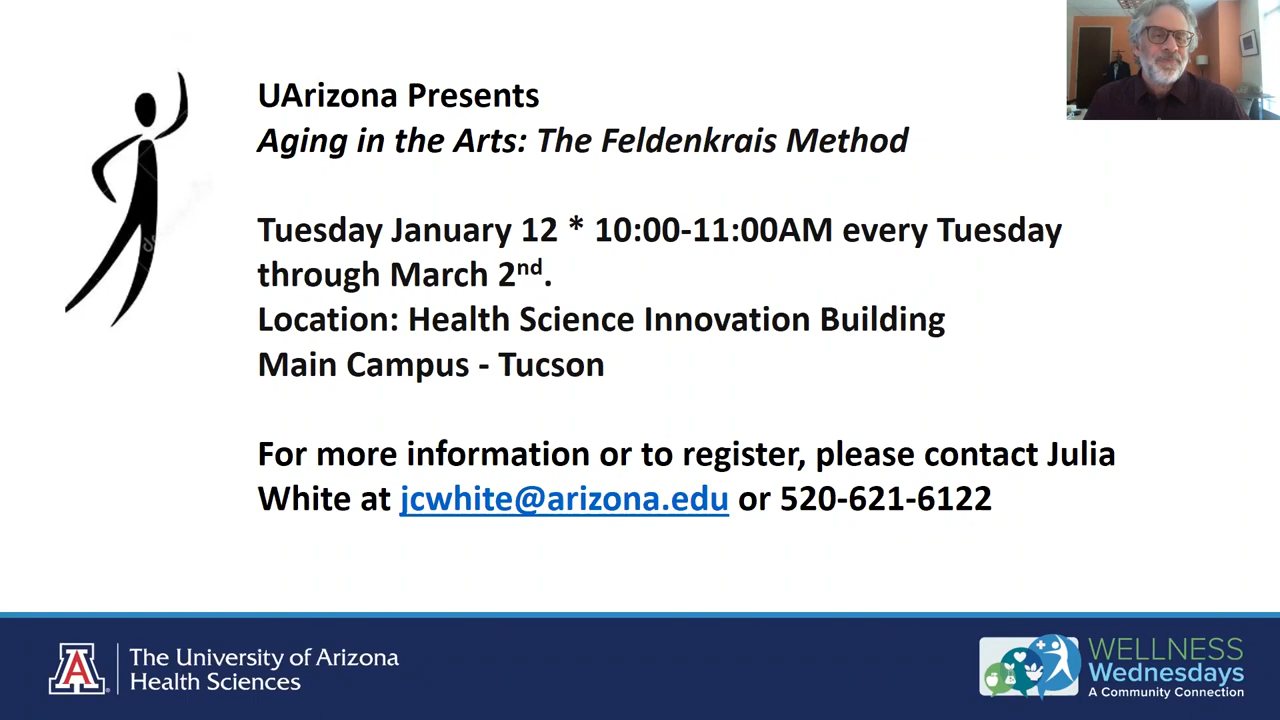 UArizona Presents
Aging in the Arts: The Feldenkrais Method
Tuesday January 12 * 10:00-11:00AM every Tuesday
through March 2nd.
Location: Health Science Innovation Building
Main Campus - Tucson
For more information or to register, please contact Julia
White at jcwhite@arizona.edu or 520-621-6122
A
The University of Arizona
Health Sciences
WELLNESS
Wednesdays
A Community Connection